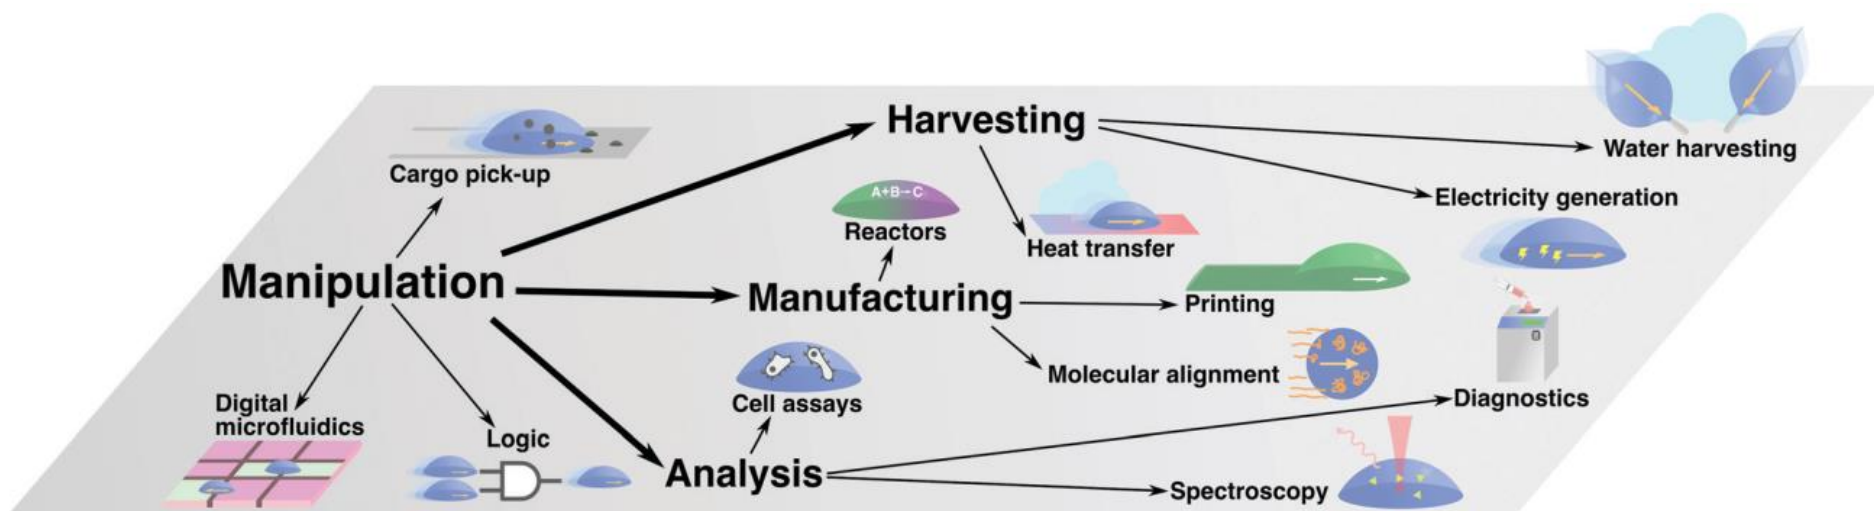 Harvesting
Water harvesting
Cargo pick-up
Electricity generation
A+B→C
Reactors
Heat transfer
Manipulation
Manufacturing
Printing
Molecular alignment
Cell assays
Diagnostics
Digital
microfluidics
Logic
Analysis
Spectroscopy